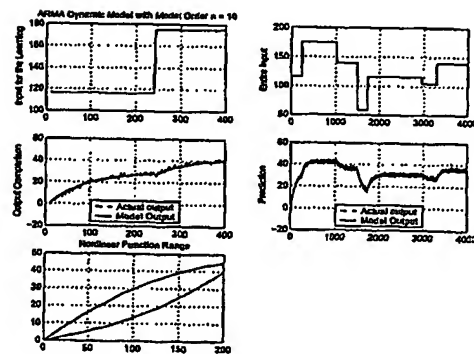 ARMA Dynamic Model with Model Order n = 10
Input for the Learning
180
160
140
120
100
0 100 200 300 400
Entire Input
200
150
100
50
0 1000 2000 3000 4000
Output Comparison
60
40
20
0
-20
0 100 200 300 400
Actual output
Model Output
Prediction
60
40
20
0
-20
0 1000 2000 3000 4000
Actual output
Model Output
Nonlinear Function Range
50
40
30
20
10
0
0 50 100 150 200